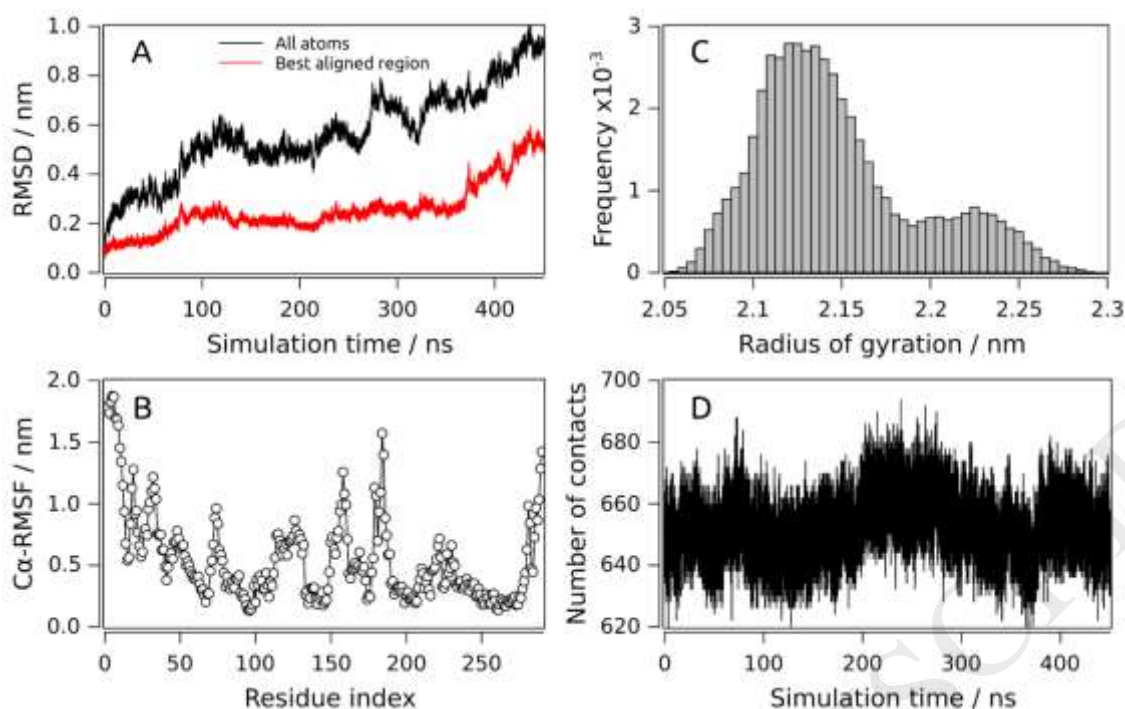 A
All atoms
Best aligned region
1.0
0.8
0.6
0.4
0.2
0.0
RMSD / nm
0 100 200 300 400
Simulation time / ns
C
3
2
1
0
Frequency x10⁻³
2.05 2.1 2.15 2.2 2.25 2.3
Radius of gyration / nm
B
2.0
1.5
1.0
0.5
0.0
Cα-RMSF / nm
0 50 100 150 200 250
Residue index
D
700
680
660
640
620
Number of contacts
0 100 200 300 400
Simulation time / ns